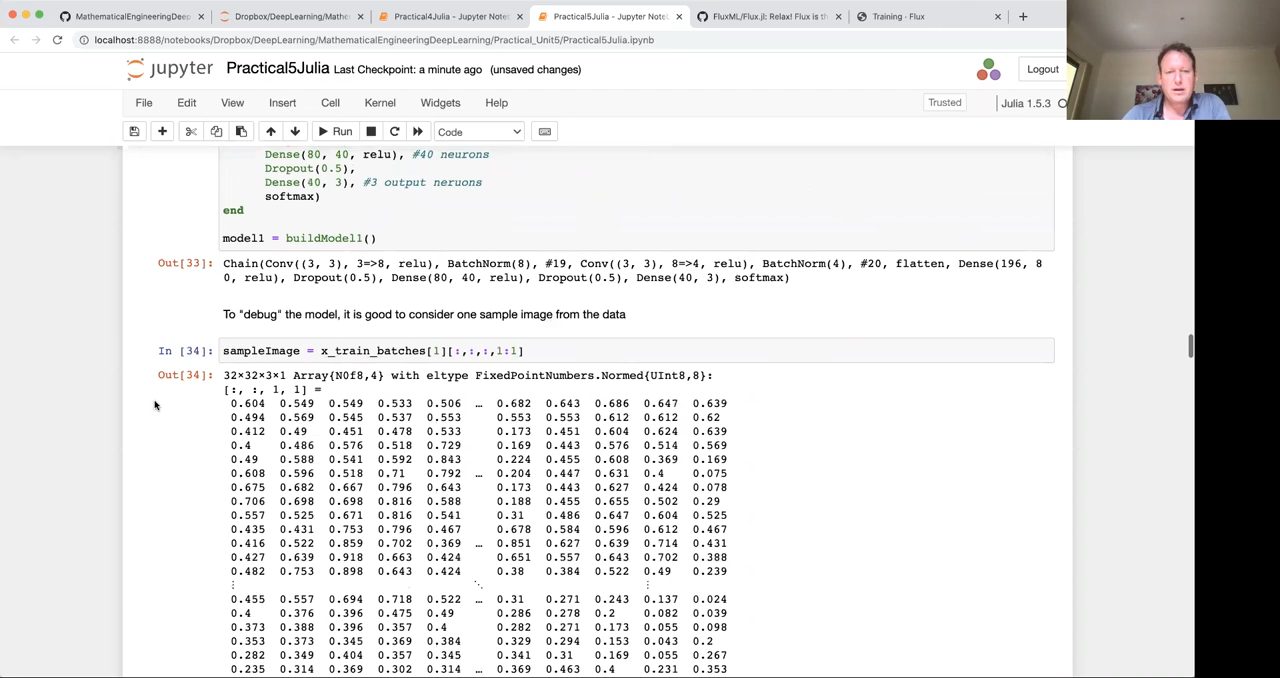 MathematicalEngineeringDeep
Dropbox/DeepLearning/Mathe
Practical4Julia - Jupyter Note
Practical5Julia - Jupyter Note
FluxML/Flux.jl: Relax! Flux is th
Training · Flux
localhost:8888/notebooks/Dropbox/DeepLearning/MathematicalEngineeringDeepLearning/Practical_Unit5/Practical5Julia.ipynb
jupyter Practical5Julia Last Checkpoint: a minute ago (unsaved changes) Logout
File Edit View Insert Cell Kernel Widgets Help Trusted Julia 1.5.3
Run Code
Dense(80, 40, relu), #40 neurons
Dropout(0.5),
Dense(40, 3), #3 output neruons
softmax)
end
model1 = buildModel1()
Out[33]: Chain(Conv((3, 3), 3=>8, relu), BatchNorm(8), #19, Conv((3, 3), 8=>4, relu), BatchNorm(4), #20, flatten, Dense(196, 8
0, relu), Dropout(0.5), Dense(80, 40, relu), Dropout(0.5), Dense(40, 3), softmax)
To "debug" the model, it is good to consider one sample image from the data
In [34]: sampleImage = x_train_batches[1][:,:,:,1:1]
Out[34]: 32×32×3×1 Array{N0f8,4} with eltype FixedPointNumbers.Normed{UInt8,8}:
[:, :, 1, 1] =
0.604 0.549 0.549 0.533 0.506 … 0.682 0.643 0.686 0.647 0.639
0.494 0.569 0.545 0.537 0.553 0.553 0.553 0.612 0.612 0.62
0.412 0.49 0.451 0.478 0.533 0.173 0.451 0.604 0.624 0.639
0.4 0.486 0.576 0.518 0.729 0.169 0.443 0.576 0.514 0.569
0.49 0.588 0.541 0.592 0.843 0.224 0.455 0.608 0.369 0.169
0.608 0.596 0.518 0.71 0.792 … 0.204 0.447 0.631 0.4 0.075
0.675 0.682 0.667 0.796 0.643 0.173 0.443 0.627 0.424 0.078
0.706 0.698 0.698 0.816 0.588 0.188 0.455 0.655 0.502 0.29
0.557 0.525 0.671 0.816 0.541 0.31 0.486 0.647 0.604 0.525
0.435 0.431 0.753 0.796 0.467 0.678 0.584 0.596 0.612 0.467
0.416 0.522 0.859 0.702 0.369 … 0.851 0.627 0.639 0.714 0.431
0.427 0.639 0.918 0.663 0.424 0.651 0.557 0.643 0.702 0.388
0.482 0.753 0.898 0.643 0.424 0.38 0.384 0.522 0.49 0.239
⋮ ⋱ ⋮
0.455 0.557 0.694 0.718 0.522 … 0.31 0.271 0.243 0.137 0.024
0.4 0.376 0.396 0.475 0.49 0.286 0.278 0.2 0.082 0.039
0.373 0.388 0.396 0.357 0.4 0.282 0.271 0.173 0.055 0.098
0.353 0.373 0.345 0.369 0.384 0.329 0.294 0.153 0.043 0.2
0.282 0.349 0.404 0.357 0.345 0.341 0.31 0.169 0.055 0.267
0.235 0.314 0.369 0.302 0.314 … 0.369 0.463 0.4 0.231 0.353